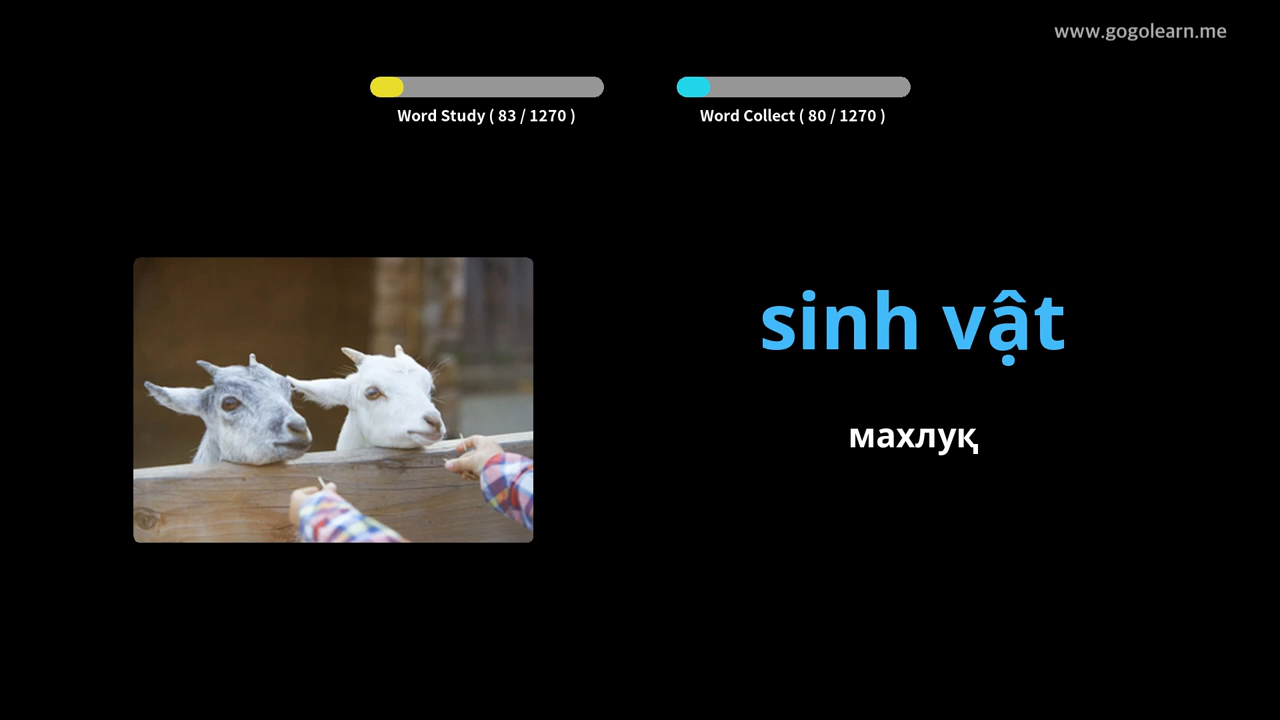 www.gogolearn.me
Word Study ( 83 / 1270 )
Word Collect ( 80 / 1270 )
sinh vật
махлуқ